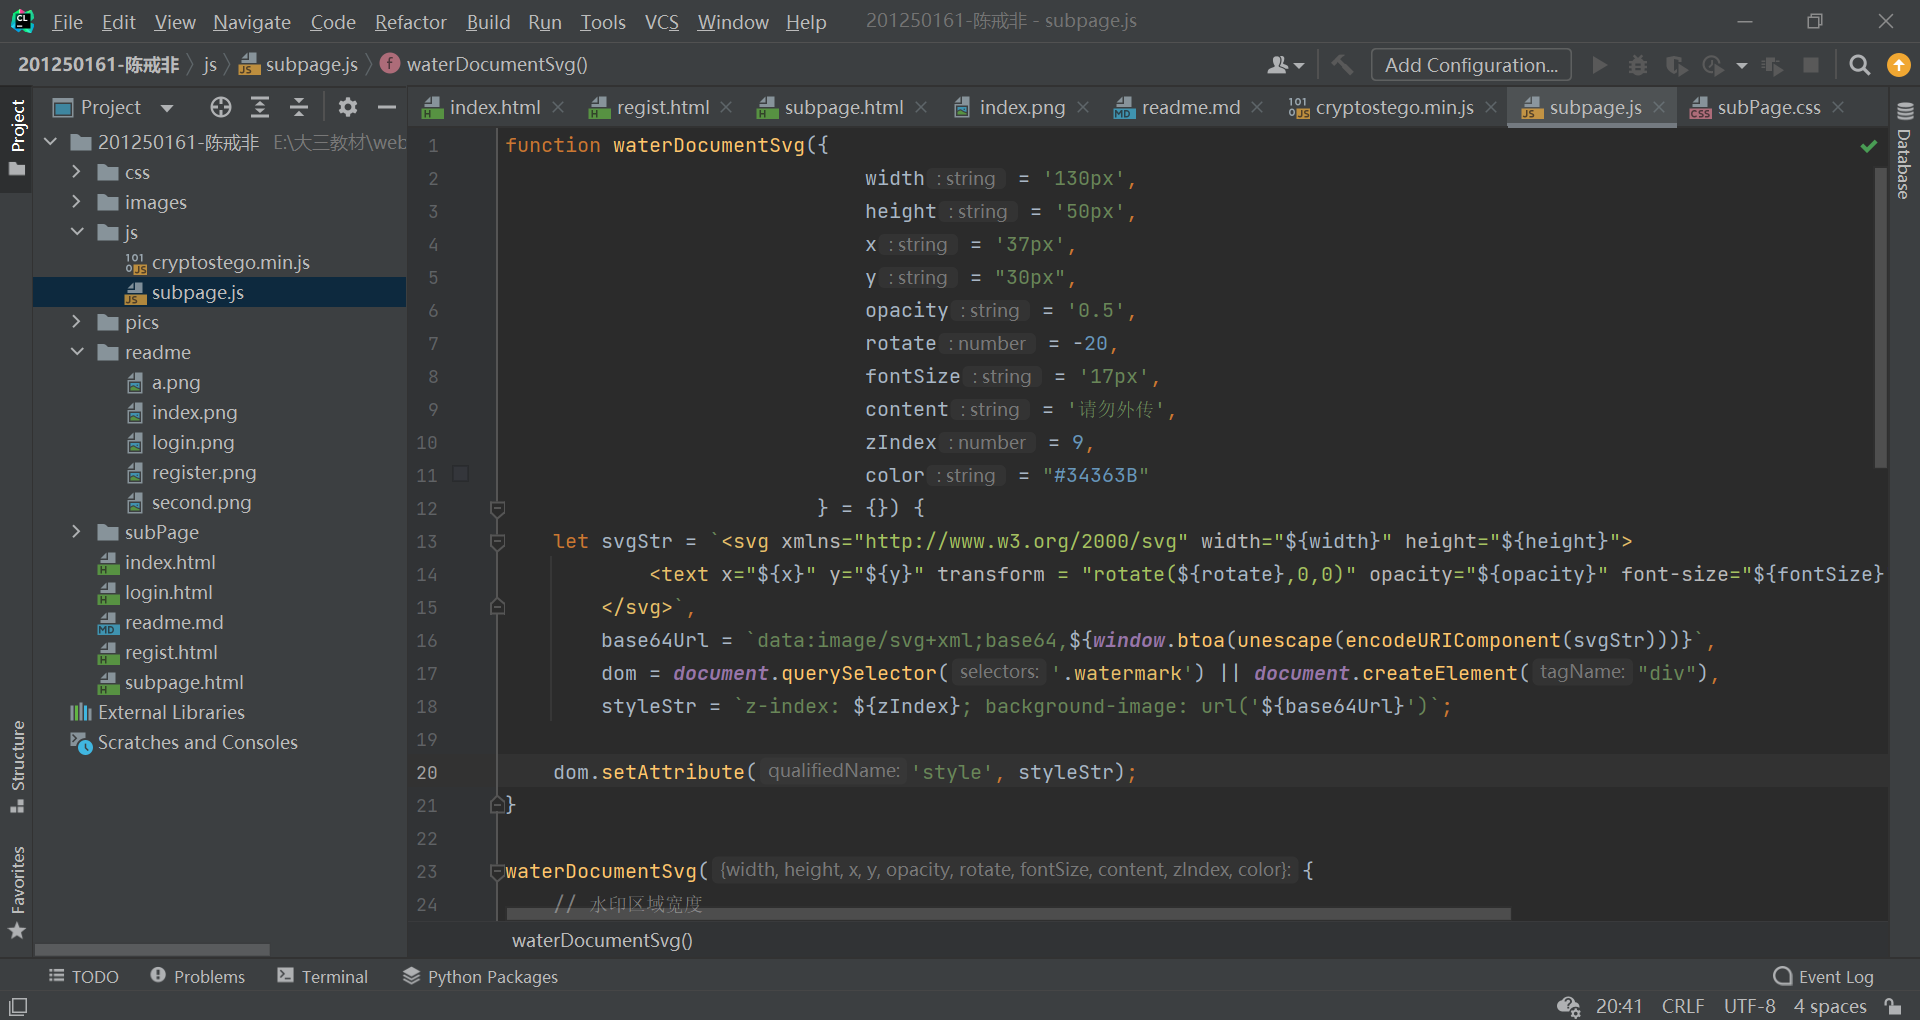 File Edit View Navigate Code Refactor Build Run Tools VCS Window Help 201250161-陈戒非 - subpage.js
201250161-陈戒非 js subpage.js waterDocumentSvg() Add Configuration...
Project
index.html regist.html subpage.html index.png readme.md cryptostego.min.js subpage.js subPage.css
Project
Structure
Favorites
Database
201250161-陈戒非 E:\大三教材\web
css
images
js
cryptostego.min.js
subpage.js
pics
readme
a.png
index.png
login.png
register.png
second.png
subPage
index.html
login.html
readme.md
regist.html
subpage.html
External Libraries
Scratches and Consoles
1 function waterDocumentSvg({
2 width : string = '130px',
3 height : string = '50px',
4 x : string = '37px',
5 y : string = "30px",
6 opacity : string = '0.5',
7 rotate : number = -20,
8 fontSize : string = '17px',
9 content : string = '请勿外传',
10 zIndex : number = 9,
11 color : string = "#34363B"
12 } = {}) {
13 let svgStr = `<svg xmlns="http://www.w3.org/2000/svg" width="${width}" height="${height}">
14 <text x="${x}" y="${y}" transform = "rotate(${rotate},0,0)" opacity="${opacity}" font-size="${fontSize}
15 </svg>`,
16 base64Url = `data:image/svg+xml;base64,${window.btoa(unescape(encodeURIComponent(svgStr)))}`,
17 dom = document.querySelector( selectors: '.watermark') || document.createElement( tagName: "div"),
18 styleStr = `z-index: ${zIndex}; background-image: url('${base64Url}')`;
19
20 dom.setAttribute( qualifiedName: 'style', styleStr);
21 }
22
23 waterDocumentSvg( {width, height, x, y, opacity, rotate, fontSize, content, zIndex, color}: {
24 // 水印区域宽度
waterDocumentSvg()
TODO Problems Terminal Python Packages Event Log
20:41 CRLF UTF-8 4 spaces